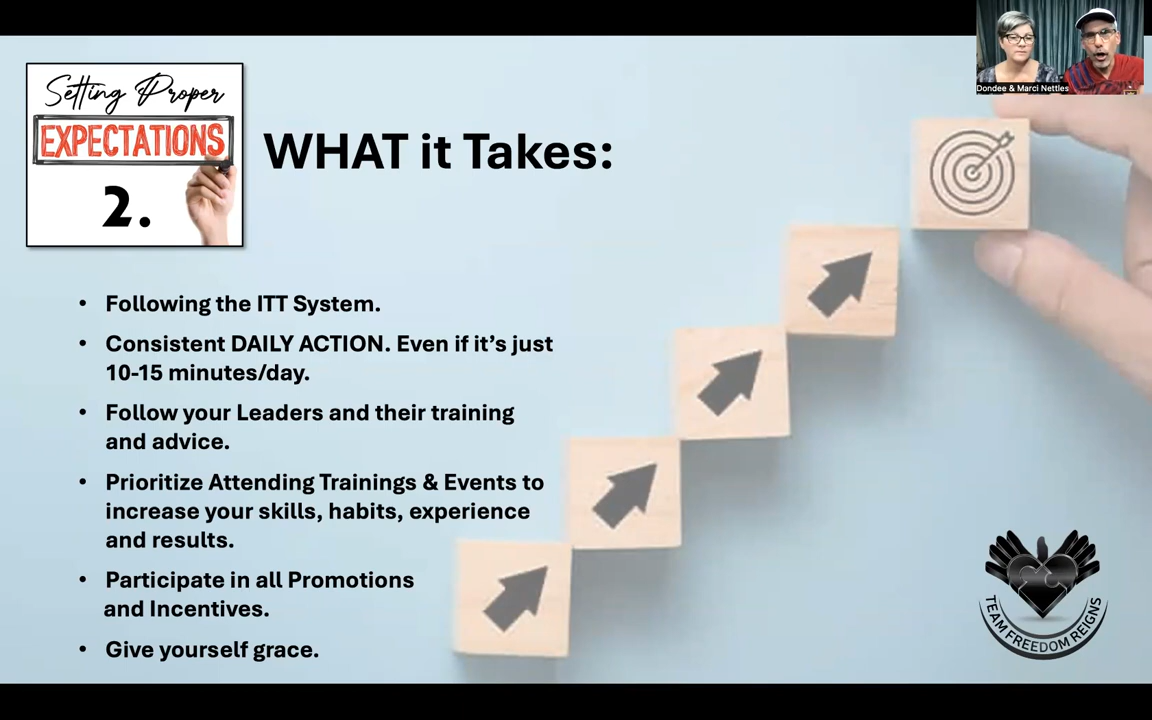 Dondee & Marci Nettles
Setting Proper
EXPECTATIONS
2.
WHAT it Takes:
• Following the ITT System.
• Consistent DAILY ACTION. Even if it’s just
10-15 minutes/day.
• Follow your Leaders and their training
and advice.
• Prioritize Attending Trainings & Events to
increase your skills, habits, experience
and results.
• Participate in all Promotions
and Incentives.
• Give yourself grace.
TEAM FREEDOM REIGNS